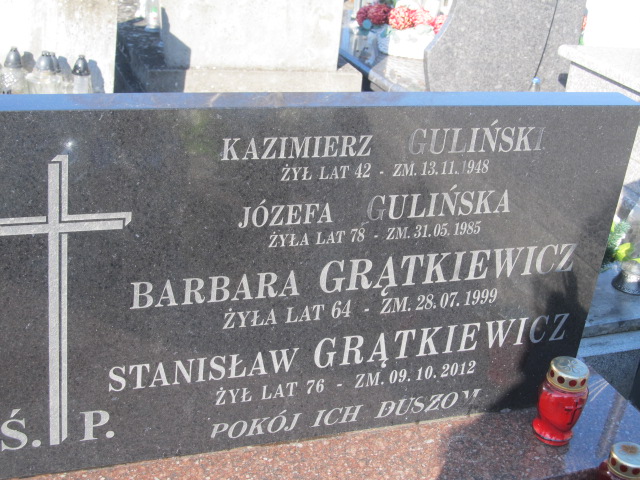 KAZIMIERZ GULIŃSKI
ŻYŁ LAT 42 - ZM. 13.11.1948
JÓZEFA GULIŃSKA
ŻYŁA LAT 78 - ZM. 31.05.1985
BARBARA GRĄTKIEWICZ
ŻYŁA LAT 64 - ZM. 28.07.1999
STANISŁAW GRĄTKIEWICZ
ŻYŁ LAT 76 - ZM. 09.10.2012
Ś. P.
POKÓJ ICH DUSZOM